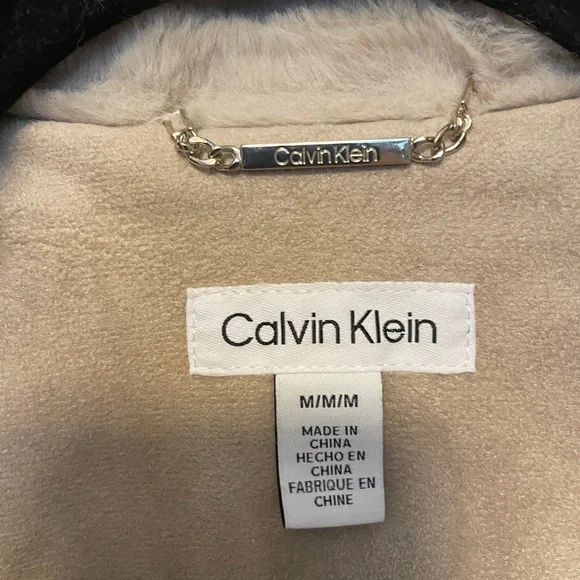 Calvin Klein
Calvin Klein
M/M/M
MADE IN
CHINA
HECHO EN
CHINA
FABRIQUE EN
CHINE